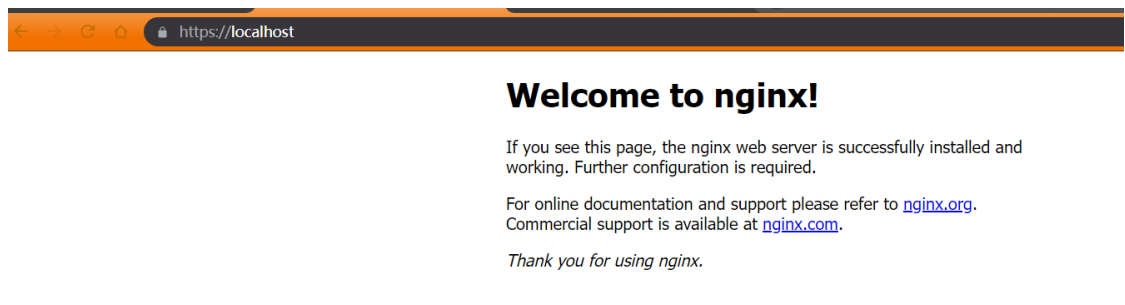 https://localhost
Welcome to nginx!
If you see this page, the nginx web server is successfully installed and
working. Further configuration is required.
For online documentation and support please refer to nginx.org.
Commercial support is available at nginx.com.
Thank you for using nginx.